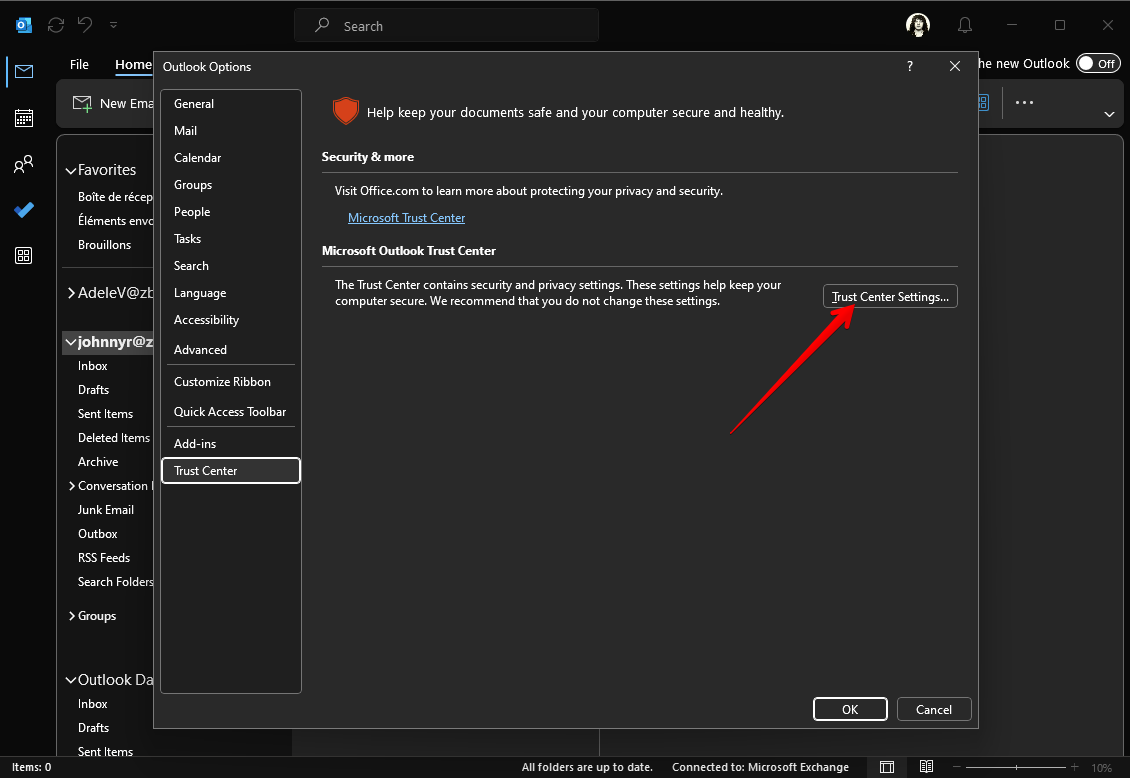 Search
File
Home
he new Outlook
Off
New Ema
Favorites
Boîte de récep
Éléments envo
Brouillons
AdeleV@zb
johnnyr@z
Inbox
Drafts
Sent Items
Deleted Items
Archive
Conversation
Junk Email
Outbox
RSS Feeds
Search Folders
Groups
Outlook Da
Inbox
Drafts
Sent Items
Outlook Options
?
General
Mail
Calendar
Groups
People
Tasks
Search
Language
Accessibility
Advanced
Customize Ribbon
Quick Access Toolbar
Add-ins
Trust Center
Help keep your documents safe and your computer secure and healthy.
Security & more
Visit Office.com to learn more about protecting your privacy and security.
Microsoft Trust Center
Microsoft Outlook Trust Center
The Trust Center contains security and privacy settings. These settings help keep your
computer secure. We recommend that you do not change these settings.
Trust Center Settings...
OK
Cancel
Items: 0
All folders are up to date.
Connected to: Microsoft Exchange
10%